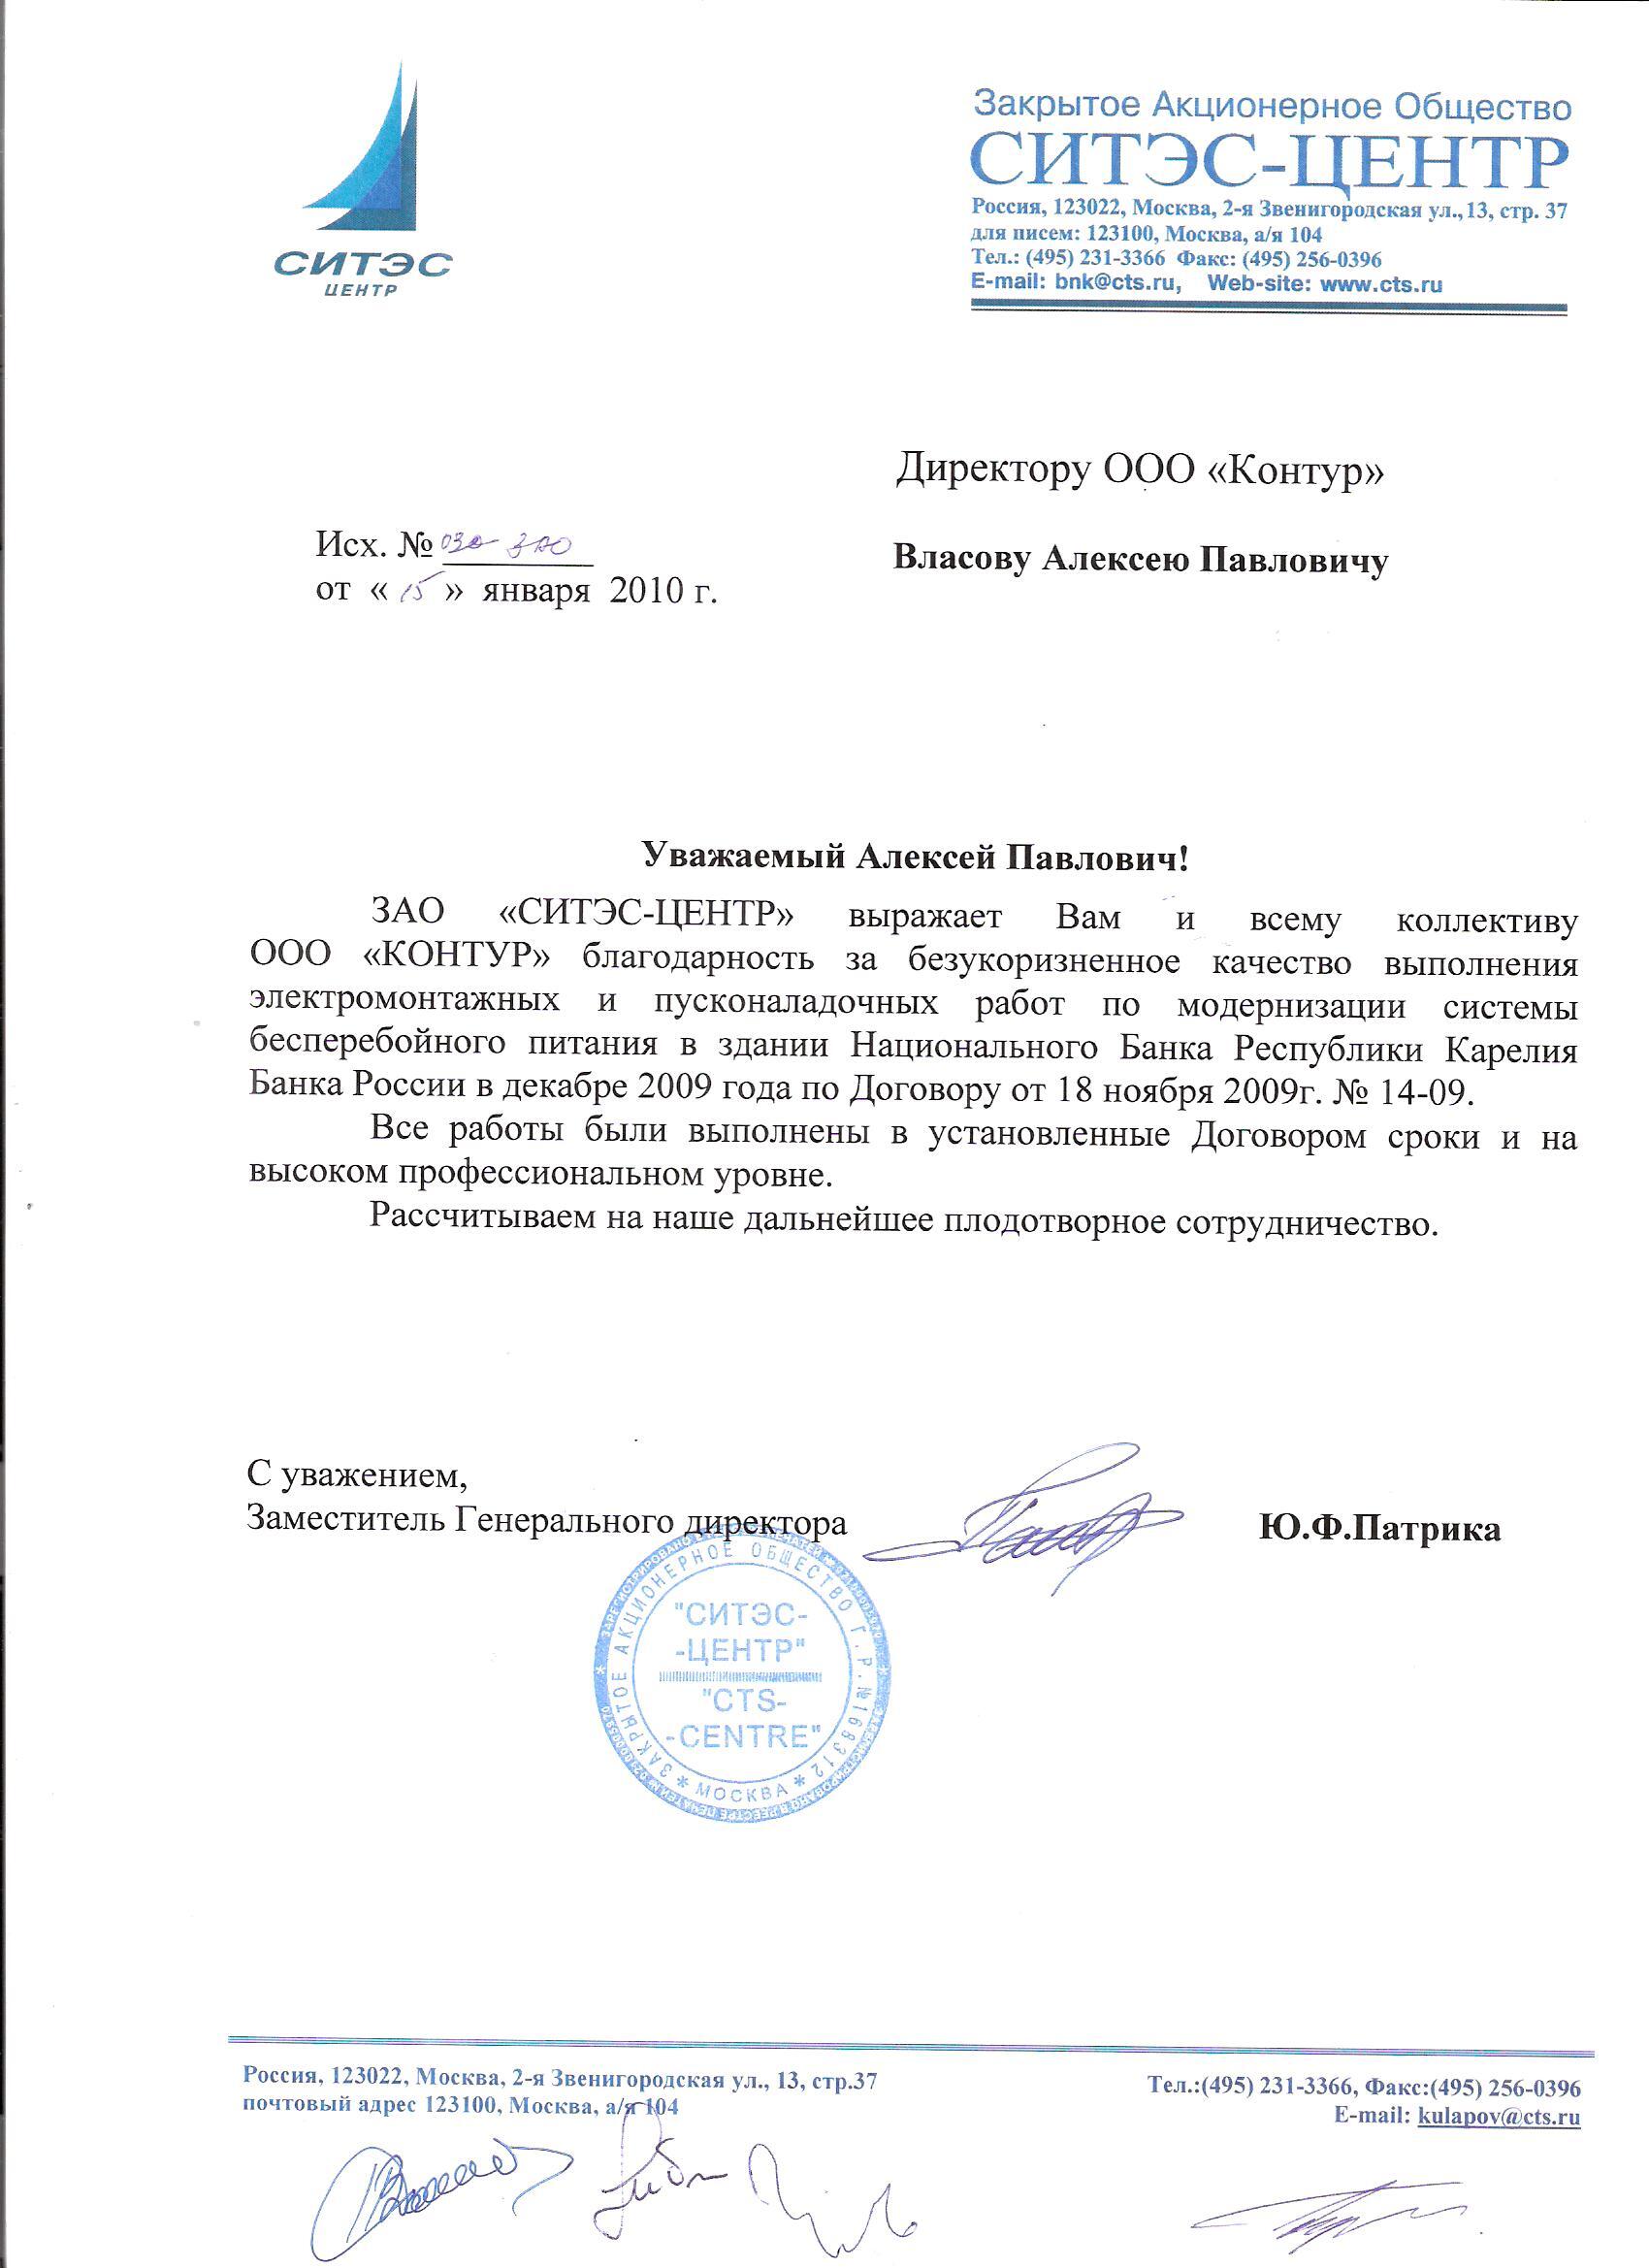 СИТЭС
ЦЕНТР
Закрытое Акционерное Общество
СИТЭС-ЦЕНТР
Россия, 123022, Москва, 2-я Звенигородская ул., 13, стр. 37
для писем: 123100, Москва, а/я 104
Тел.: (495) 231-3366 Факс: (495) 256-0396
E-mail: bnk@cts.ru, Web-site: www.cts.ru
Директору ООО «Контур»
Исх. №
от « 15 » января 2010 г.
Власову Алексею Павловичу
Уважаемый Алексей Павлович!
ЗАО «СИТЭС-ЦЕНТР» выражает Вам и всему коллективу
ООО «КОНТУР» благодарность за безукоризненное качество выполнения
электромонтажных и пусконаладочных работ по модернизации системы
бесперебойного питания в здании Национального Банка Республики Карелия
Банка России в декабре 2009 года по Договору от 18 ноября 2009г. № 14-09.
Все работы были выполнены в установленные Договором сроки и на
высоком профессиональном уровне.
Рассчитываем на наше дальнейшее плодотворное сотрудничество.
С уважением,
Заместитель Генерального директора
Ю.Ф.Патрика
ЗАКРЫТОЕ АКЦИОНЕРНОЕ ОБЩЕСТВО Г.Р.№168312
"СИТЭС-
-ЦЕНТР"
"CTS-
-CENTRE"
* МОСКВА *
Россия, 123022, Москва, 2-я Звенигородская ул., 13, стр.37
почтовый адрес 123100, Москва, а/я 104
Тел.:(495) 231-3366, Факс:(495) 256-0396
E-mail: kulapov@cts.ru